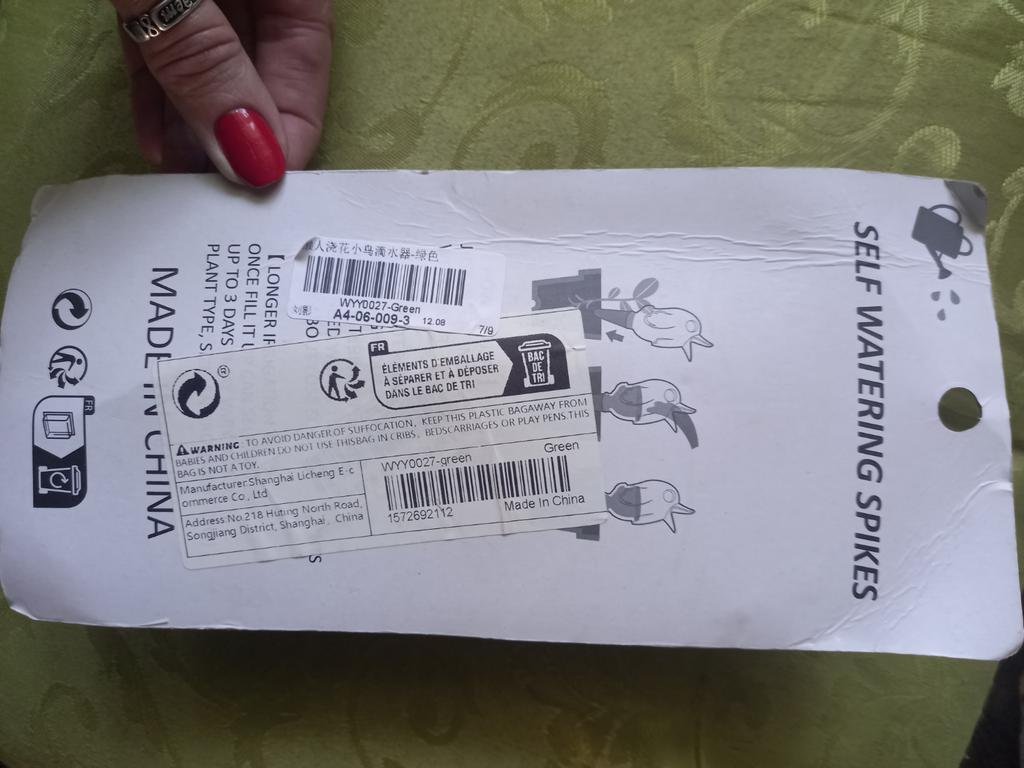 SELF WATERING SPIKES
人浇花小鸟滴水器-绿色
WYY0027-Green
A4-06-009-3 12.08
7/9
【LONGER
ONCE FILL IT
UP TO 3 DAYS
PLANT TYPE, S
MADE IN CHINA
FR
FR
ÉLÉMENTS D'EMBALLAGE
À SÉPARER ET À DÉPOSER
DANS LE BAC DE TRI
BAC
DE
TRI
WARNING: TO AVOID DANGER OF SUFFOCATION, KEEP THIS PLASTIC BAGAWAY FROM
BABIES AND CHILDREN DO NOT USE THISBAG IN CRIBS, BEDSCARRIAGES OR PLAY PENS.THIS
BAG IS NOT A TOY.
Manufacturer:Shanghai Licheng E-c
ommerce Co., Ltd
Address:No.218 Huting North Road,
Songjiang District, Shanghai, China
WYY0027-green
Green
1572692112
Made In China